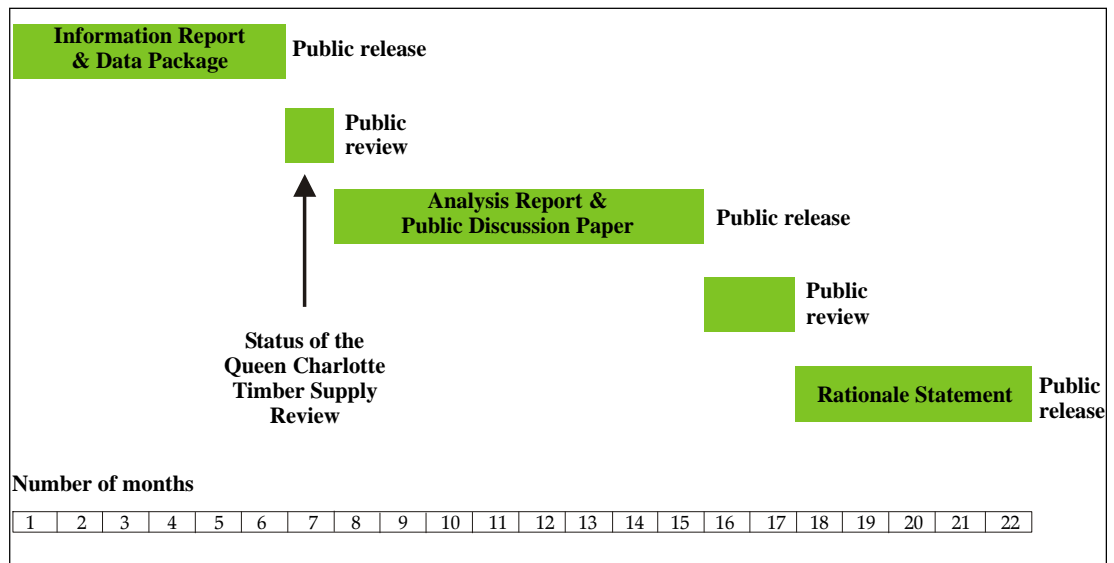 Information Report
& Data Package
Public release
Public
review
Analysis Report &
Public Discussion Paper
Public release
Public
review
Status of the
Queen Charlotte
Timber Supply
Review
Rationale Statement
Public
release
Number of months
1 2 3 4 5 6 7 8 9 10 11 12 13 14 15 16 17 18 19 20 21 22